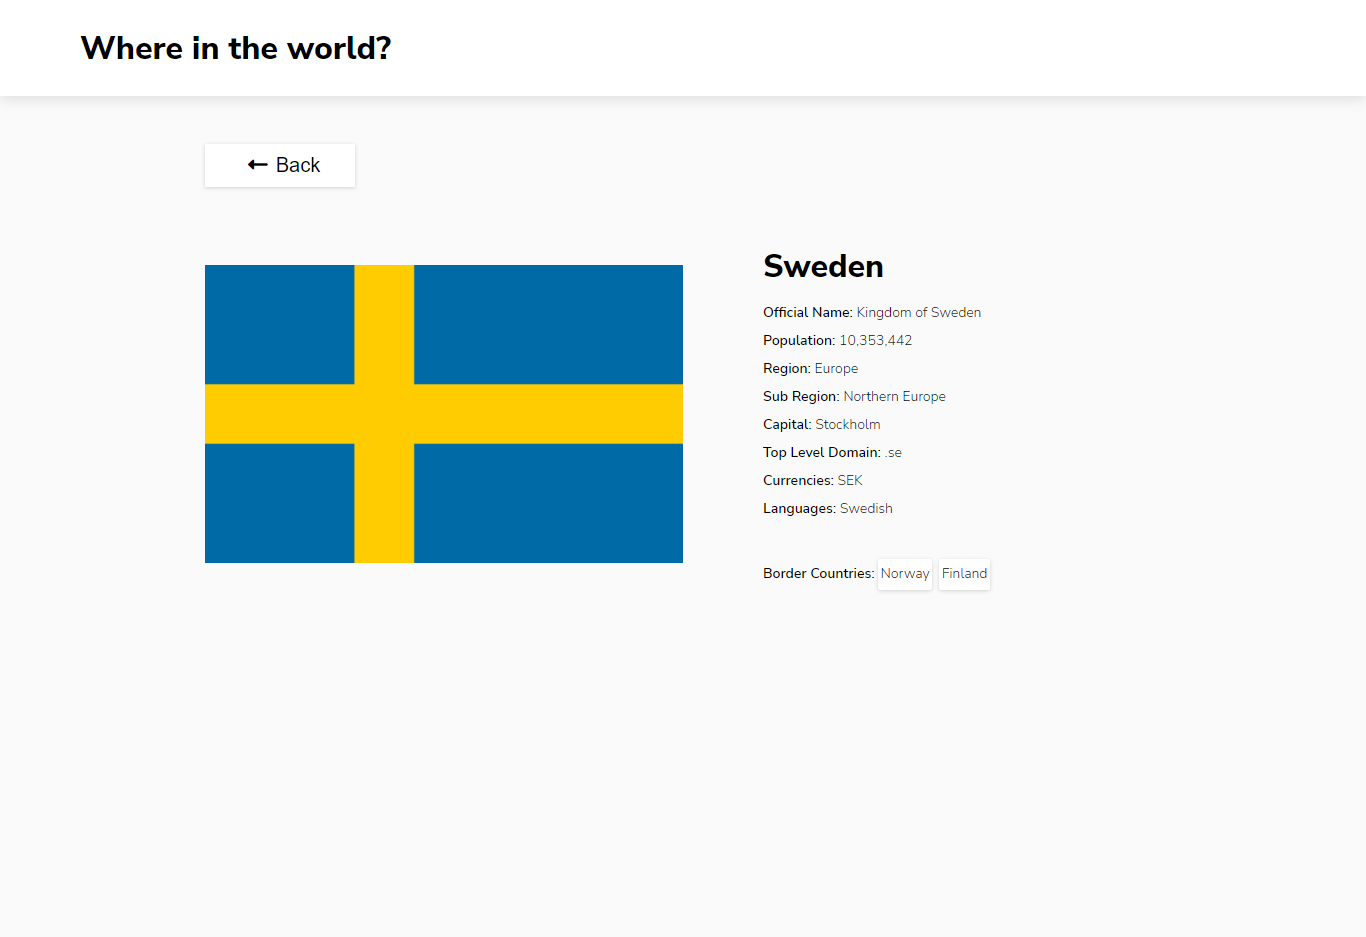 Where in the world?
Back
Sweden
Official Name: Kingdom of Sweden
Population: 10,353,442
Region: Europe
Sub Region: Northern Europe
Capital: Stockholm
Top Level Domain: .se
Currencies: SEK
Languages: Swedish
Border Countries: Norway Finland